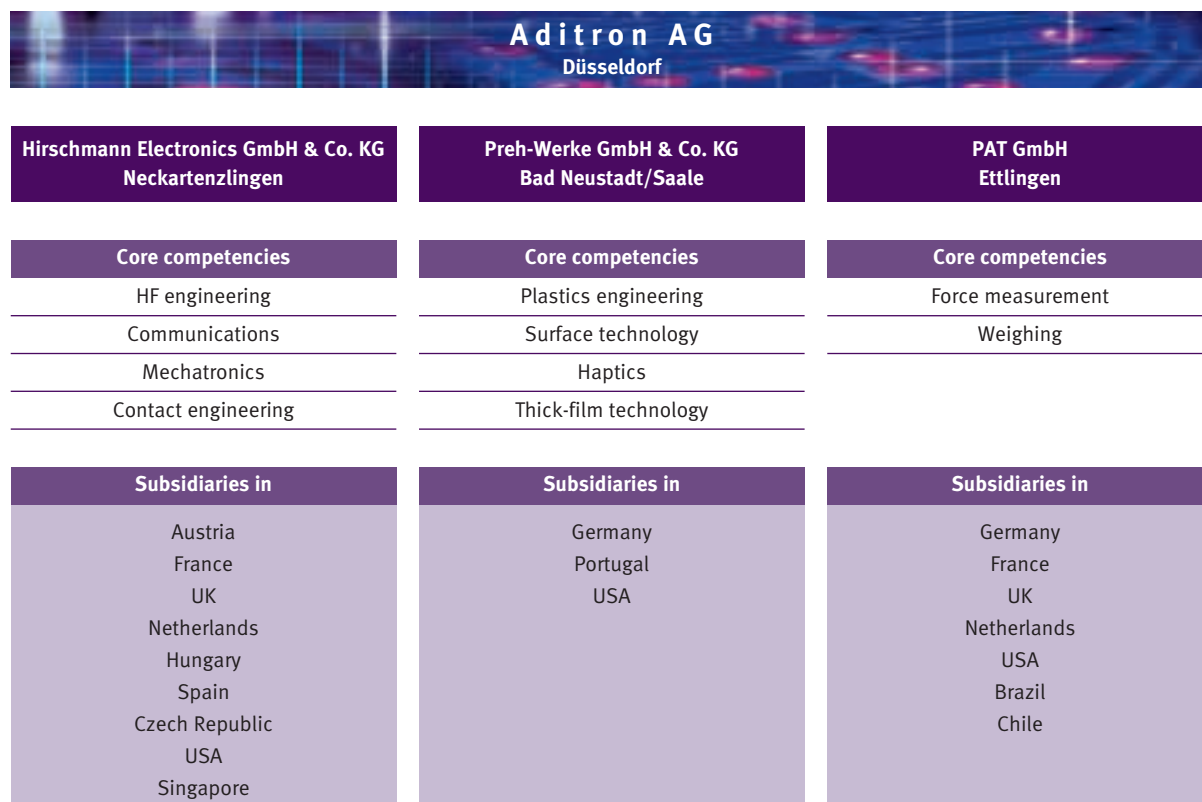 Aditron AG
Düsseldorf
Hirschmann Electronics GmbH & Co. KG
Neckartenzlingen
Core competencies
HF engineering
Communications
Mechatronics
Contact engineering
Subsidiaries in
Austria
France
UK
Netherlands
Hungary
Spain
Czech Republic
USA
Singapore
Preh-Werke GmbH & Co. KG
Bad Neustadt/Saale
Core competencies
Plastics engineering
Surface technology
Haptics
Thick-film technology
Subsidiaries in
Germany
Portugal
USA
PAT GmbH
Ettlingen
Core competencies
Force measurement
Weighing
Subsidiaries in
Germany
France
UK
Netherlands
USA
Brazil
Chile